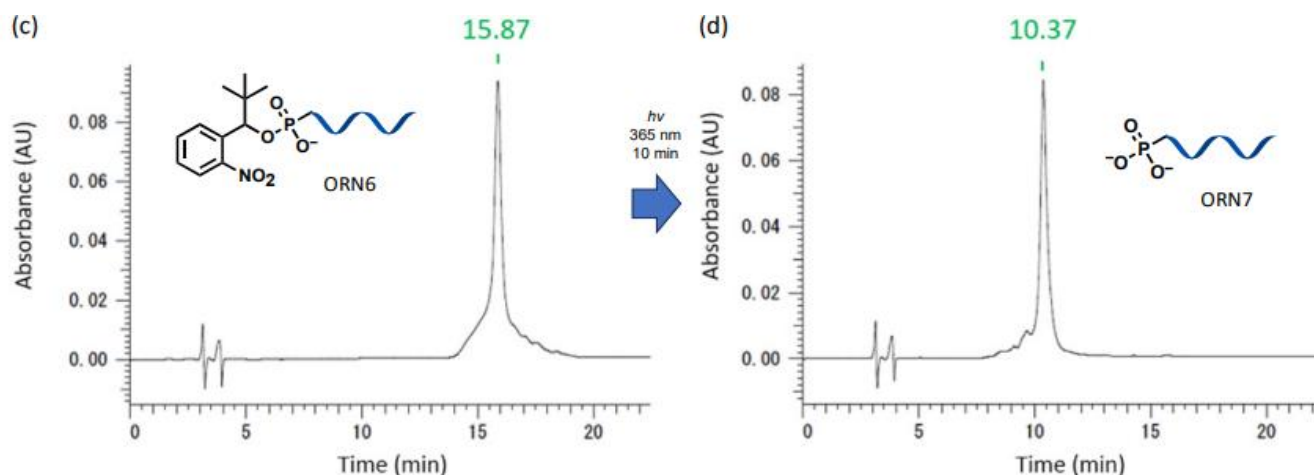 (c)
15.87
Absorbance (AU)
0.08
0.06
0.04
0.02
0.00
0
5
10
15
20
Time (min)
O
P
O
O⁻
NO₂
ORN6
hν
365 nm
10 min
(d)
10.37
Absorbance (AU)
0.08
0.06
0.04
0.02
0.00
0
5
10
15
20
Time (min)
O
⁻O
P
O⁻
ORN7